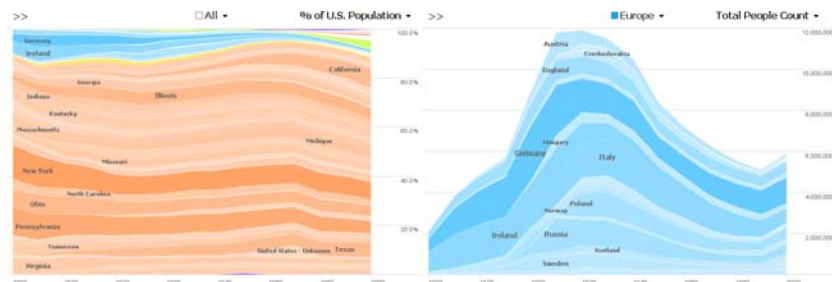 >> All % of U.S. Population
100.0%
Germany
Ireland
California
Georgia
80.0%
Indiana
Illinois
Kentucky
Massachusetts
60.0%
Michigan
Missouri
New York
40.0%
North Carolina
Ohio
Pennsylvania
20.0%
Tennessee
United States - Unknown
Texas
Virginia
>> Europe Total People Count
12,000,000
Austria
Czechoslovakia
England
10,000,000
8,000,000
Hungary
Germany
Italy
6,000,000
Poland
Norway
4,000,000
Ireland
Russia
2,000,000
Scotland
Sweden